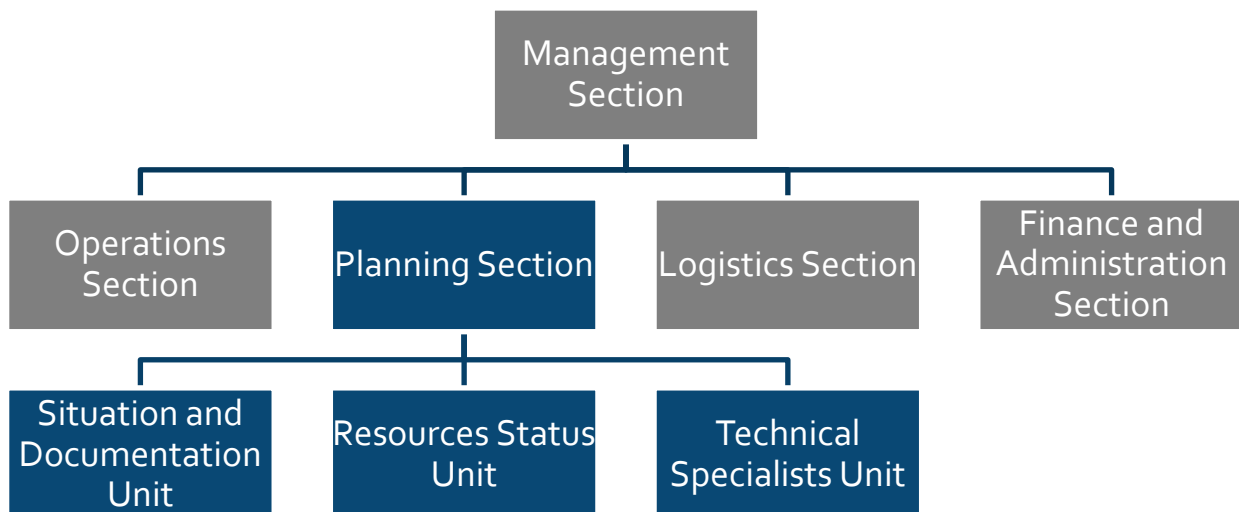 Management
Section
Operations
Section
Planning Section
Logistics Section
Finance and
Administration
Section
Situation and
Documentation
Unit
Resources Status
Unit
Technical
Specialists Unit